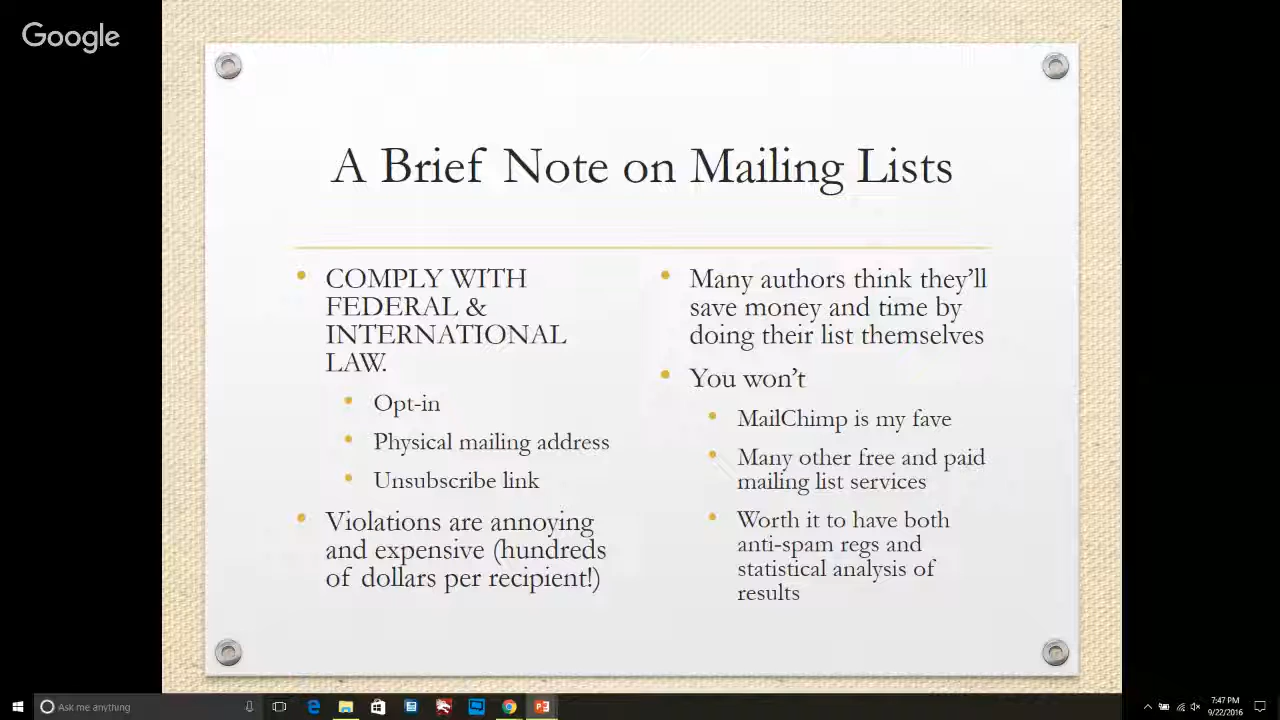 Google
A Brief Note on Mailing Lists
COMPLY WITH
FEDERAL &
INTERNATIONAL
LAW.
Opt-in
Physical mailing address
Unsubscribe link
Violations are annoying
and expensive (hundreds
of dollars per recipient!)
Many authors think they'll
save money and time by
doing their list themselves
You won't
MailChimp is my fave
Many other free and paid
mailing list services
Worth it to have both
anti-spam regs and
statistical analysis of
results
Ask me anything
7:47 PM
9/22/2016